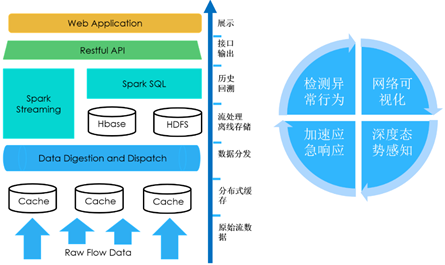 Web Application
Restful API
Spark
Streaming
Spark SQL
Hbase
HDFS
Data Digestion and Dispatch
Cache
Cache
Cache
Raw Flow Data
展示
接口
输出
历史
回溯
流处理
离线存储
数据分发
分布式缓
存
原始流数
据
检测异
常行为
网络可
视化
加速应
急响应
深度态
势感知